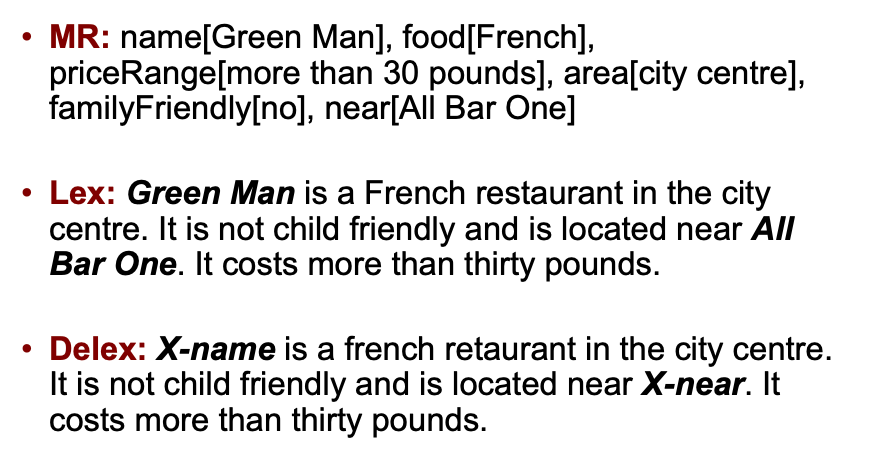 • MR: name[Green Man], food[French],
priceRange[more than 30 pounds], area[city centre],
familyFriendly[no], near[All Bar One]
• Lex: Green Man is a French restaurant in the city
centre. It is not child friendly and is located near All
Bar One. It costs more than thirty pounds.
• Delex: X-name is a french retaurant in the city centre.
It is not child friendly and is located near X-near. It
costs more than thirty pounds.